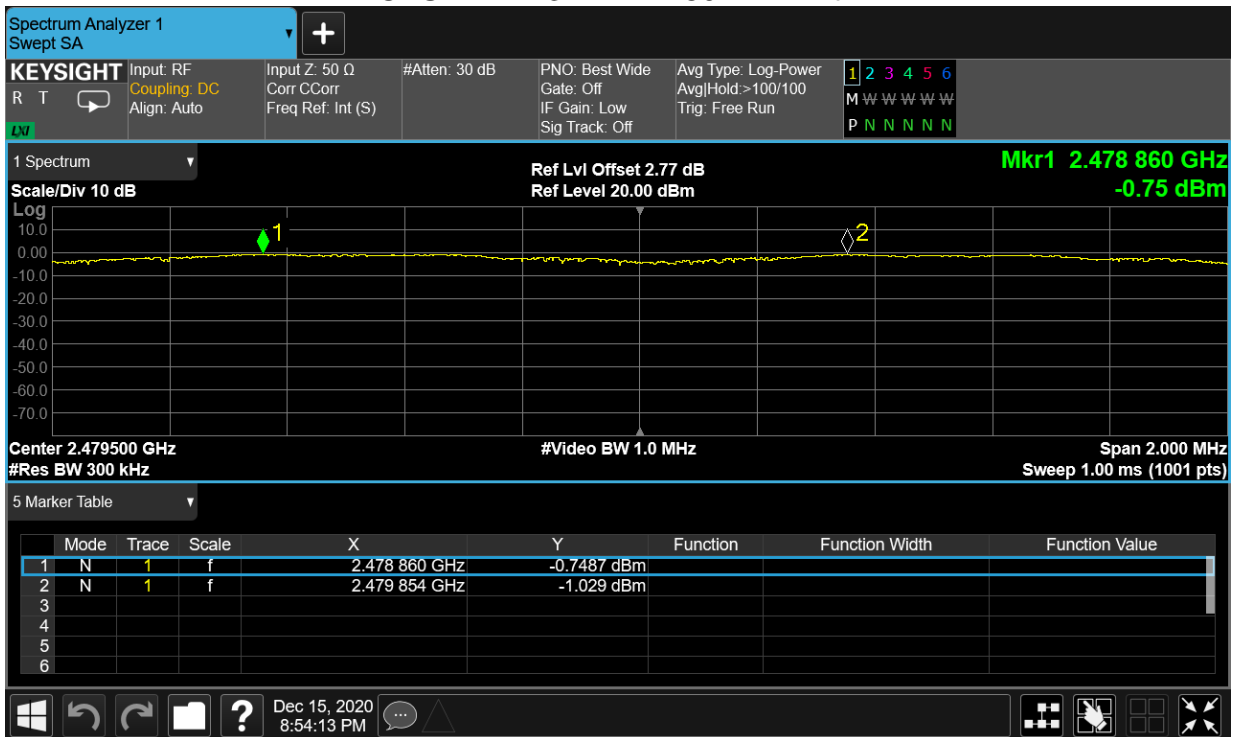 Spectrum Analyzer 1
Swept SA
+
KEYSIGHT
R T
LXI
Input: RF
Coupling: DC
Align: Auto
Input Z: 50 Ω
Corr CCorr
Freq Ref: Int (S)
#Atten: 30 dB
PNO: Best Wide
Gate: Off
IF Gain: Low
Sig Track: Off
Avg Type: Log-Power
Avg|Hold:>100/100
Trig: Free Run
1 2 3 4 5 6
M W W W W W
P N N N N N
1 Spectrum
Scale/Div 10 dB
Ref Lvl Offset 2.77 dB
Ref Level 20.00 dBm
Mkr1 2.478 860 GHz
-0.75 dBm
Log
10.0
0.00
-10.0
-20.0
-30.0
-40.0
-50.0
-60.0
-70.0
1
2
Center 2.479500 GHz
#Res BW 300 kHz
#Video BW 1.0 MHz
Span 2.000 MHz
Sweep 1.00 ms (1001 pts)
5 Marker Table
Mode Trace Scale X Y Function Function Width Function Value
1 N 1 f 2.478 860 GHz -0.7487 dBm
2 N 1 f 2.479 854 GHz -1.029 dBm
3
4
5
6
?
Dec 15, 2020
8:54:13 PM